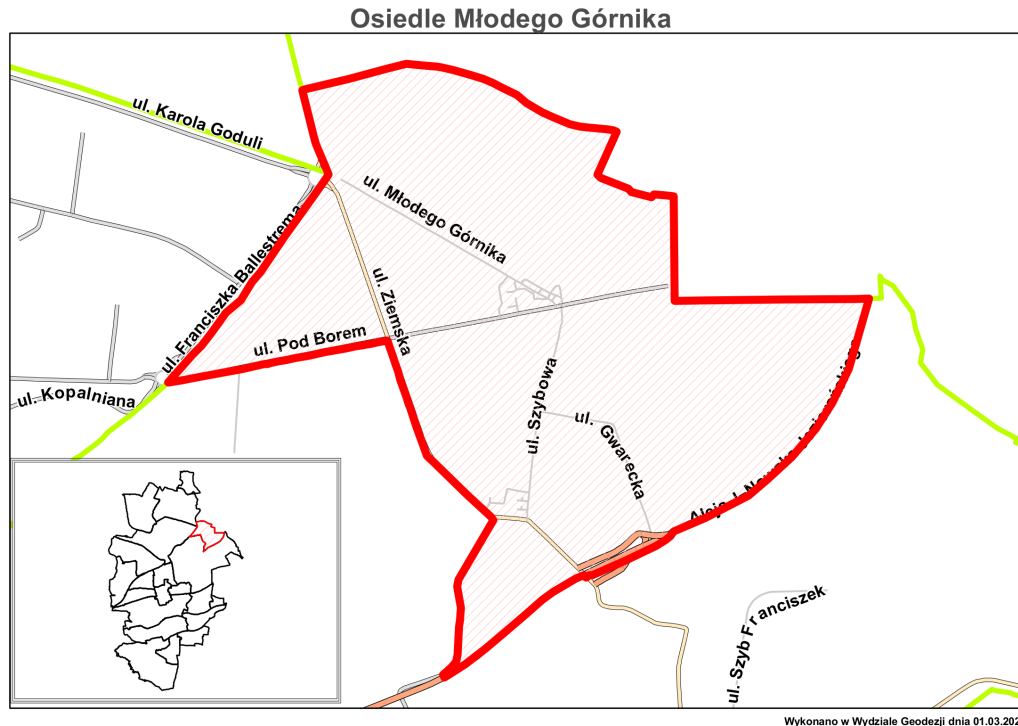 Osiedle Młodego Górnika
ul. Karola Goduli
ul. Młodego Górnika
ul. Franciszka Ballestrema
ul. Ziemska
ul. Pod Borem
ul. Kopalniana
ul. Szybowa
ul. Gwarecka
ul. Szyb Franciszek
Wykonano w Wydziale Geodezji dnia 01.03.20